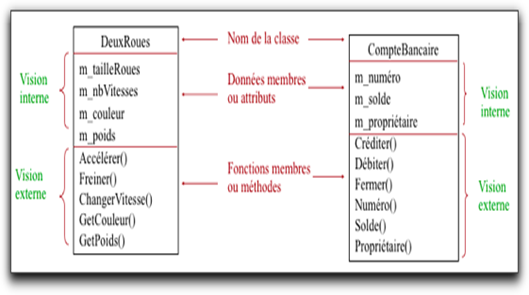 DeuxRoues
m_tailleRoues
m_nbVitesses
m_couleur
m_poids
Accélérer()
Freiner()
ChangerVitesse()
GetCouleur()
GetPoids()
Vision
interne
Vision
externe
Nom de la classe
Données membres
ou attributs
Fonctions membres
ou méthodes
CompteBancaire
m_numéro
m_solde
m_propriétaire
Créditer()
Débiter()
Fermer()
Numéro()
Solde()
Propriétaire()
Vision
interne
Vision
externe